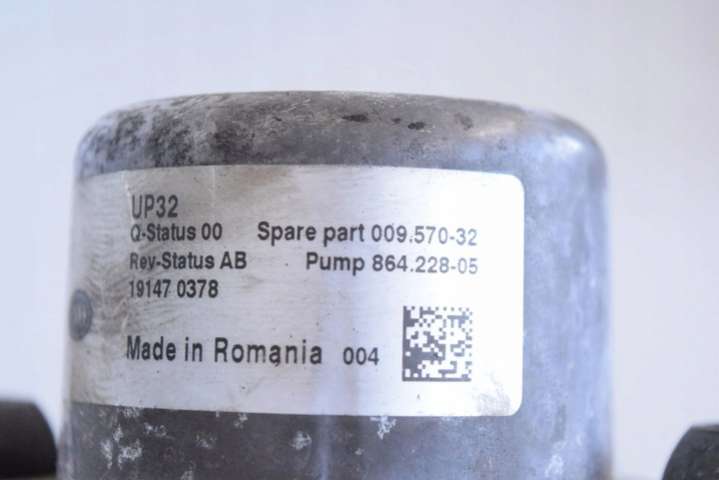 UP32
Q-Status 00 Spare part 009.570-32
Rev-Status AB Pump 864.228-05
19147 0378
Made in Romania 004